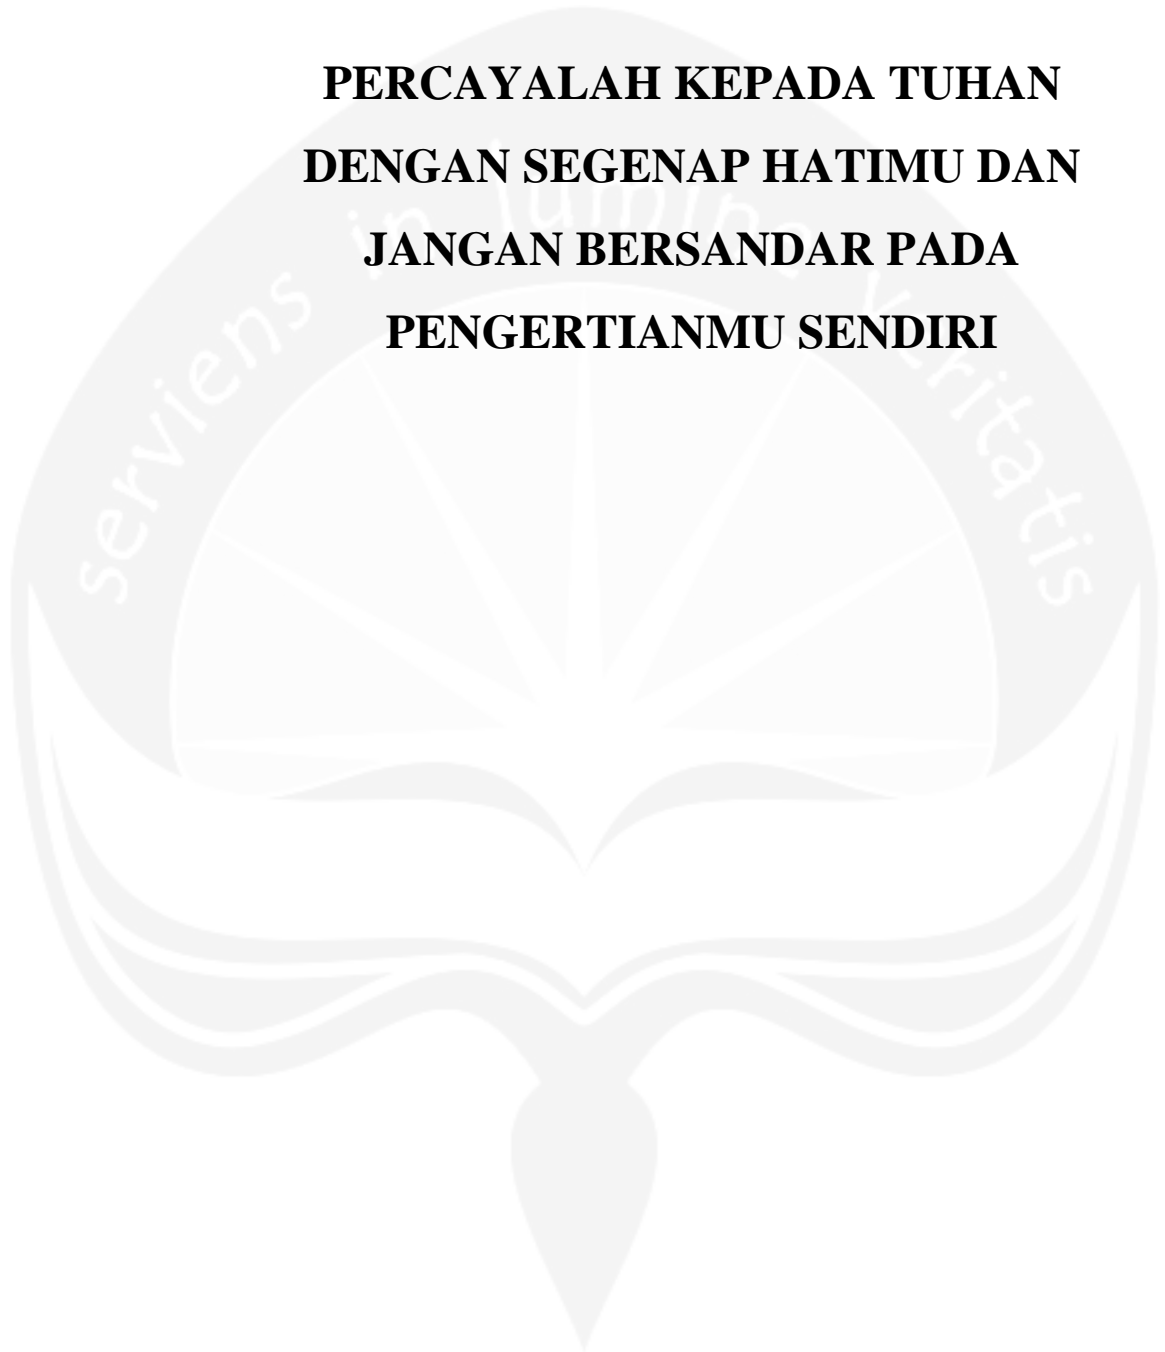 PERCAYALAH KEPADA TUHAN
DENGAN SEGENAP HATIMU DAN
JANGAN BERSANDAR PADA
PENGERTIANMU SENDIRI
serviens in lumine veritatis